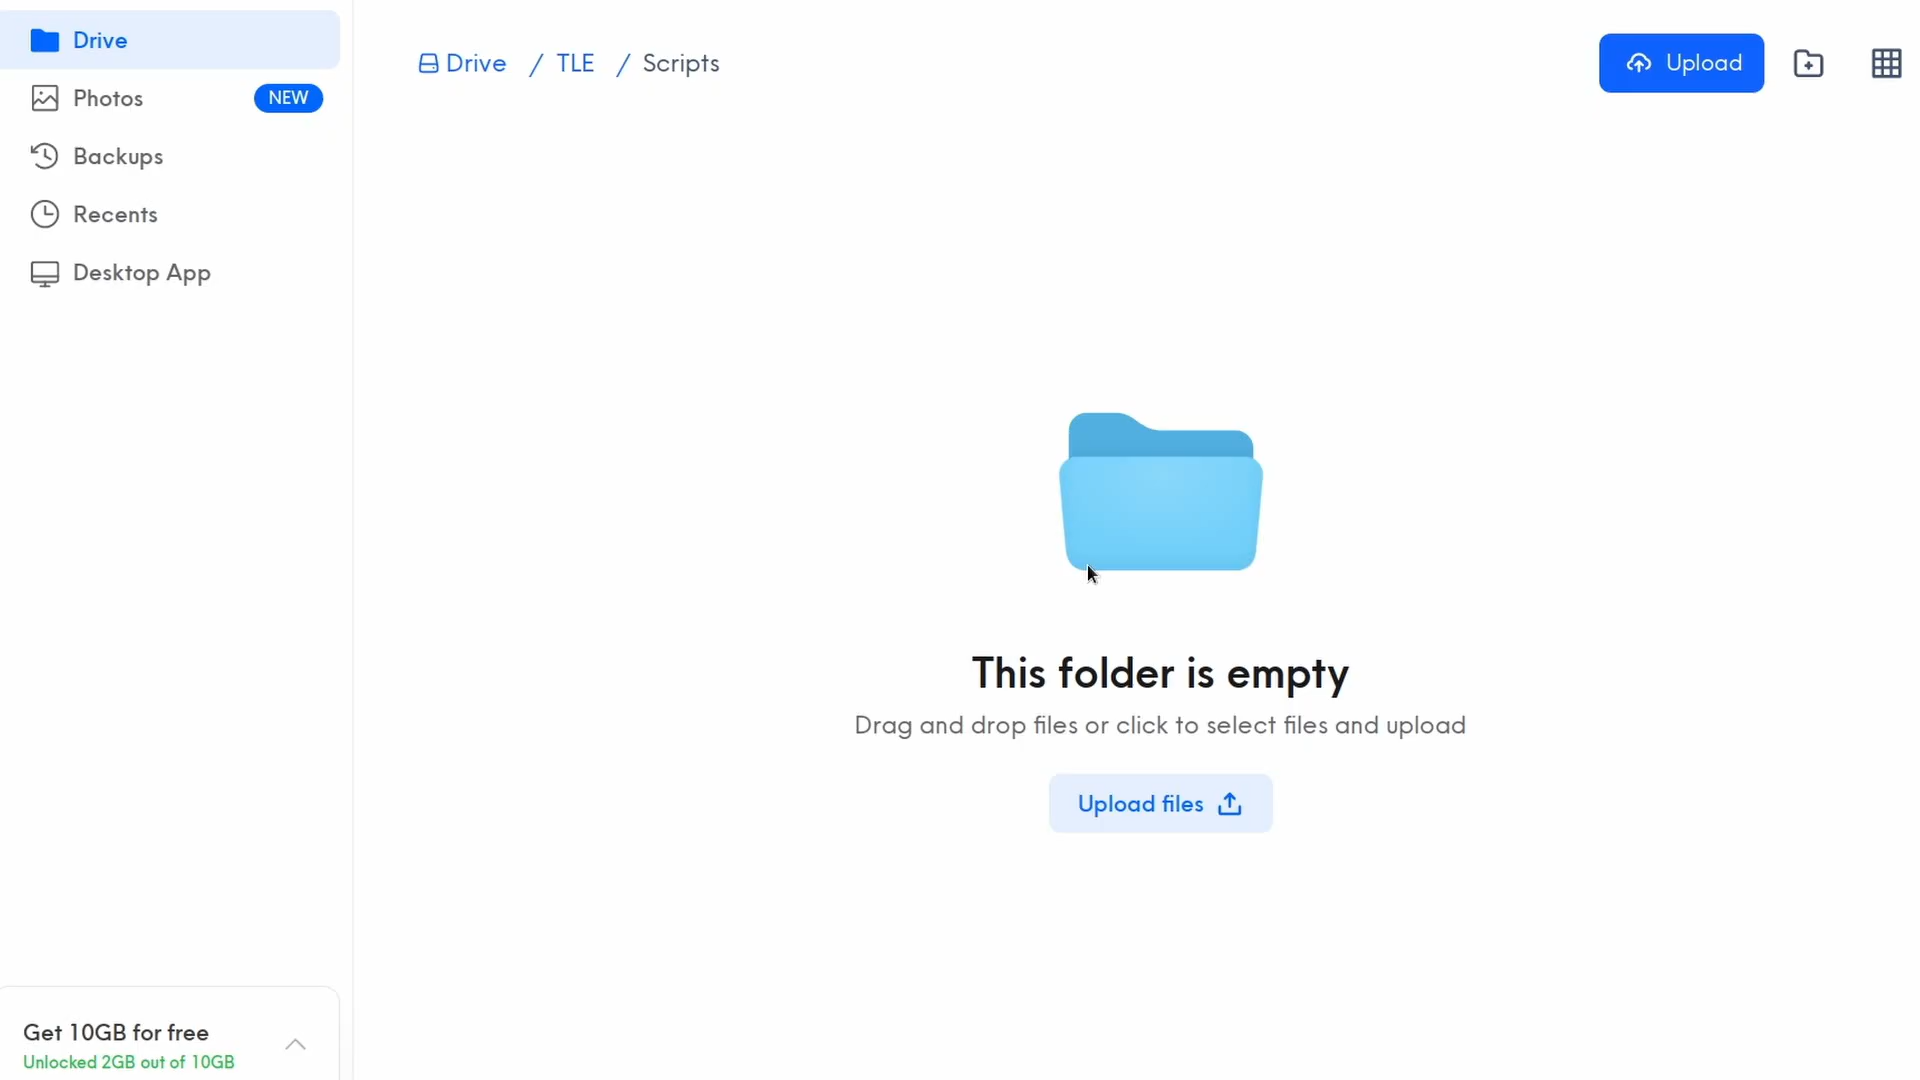 Drive
Photos NEW
Backups
Recents
Desktop App
Get 10GB for free
Unlocked 2GB out of 10GB
Drive / TLE / Scripts
Upload
This folder is empty
Drag and drop files or click to select files and upload
Upload files